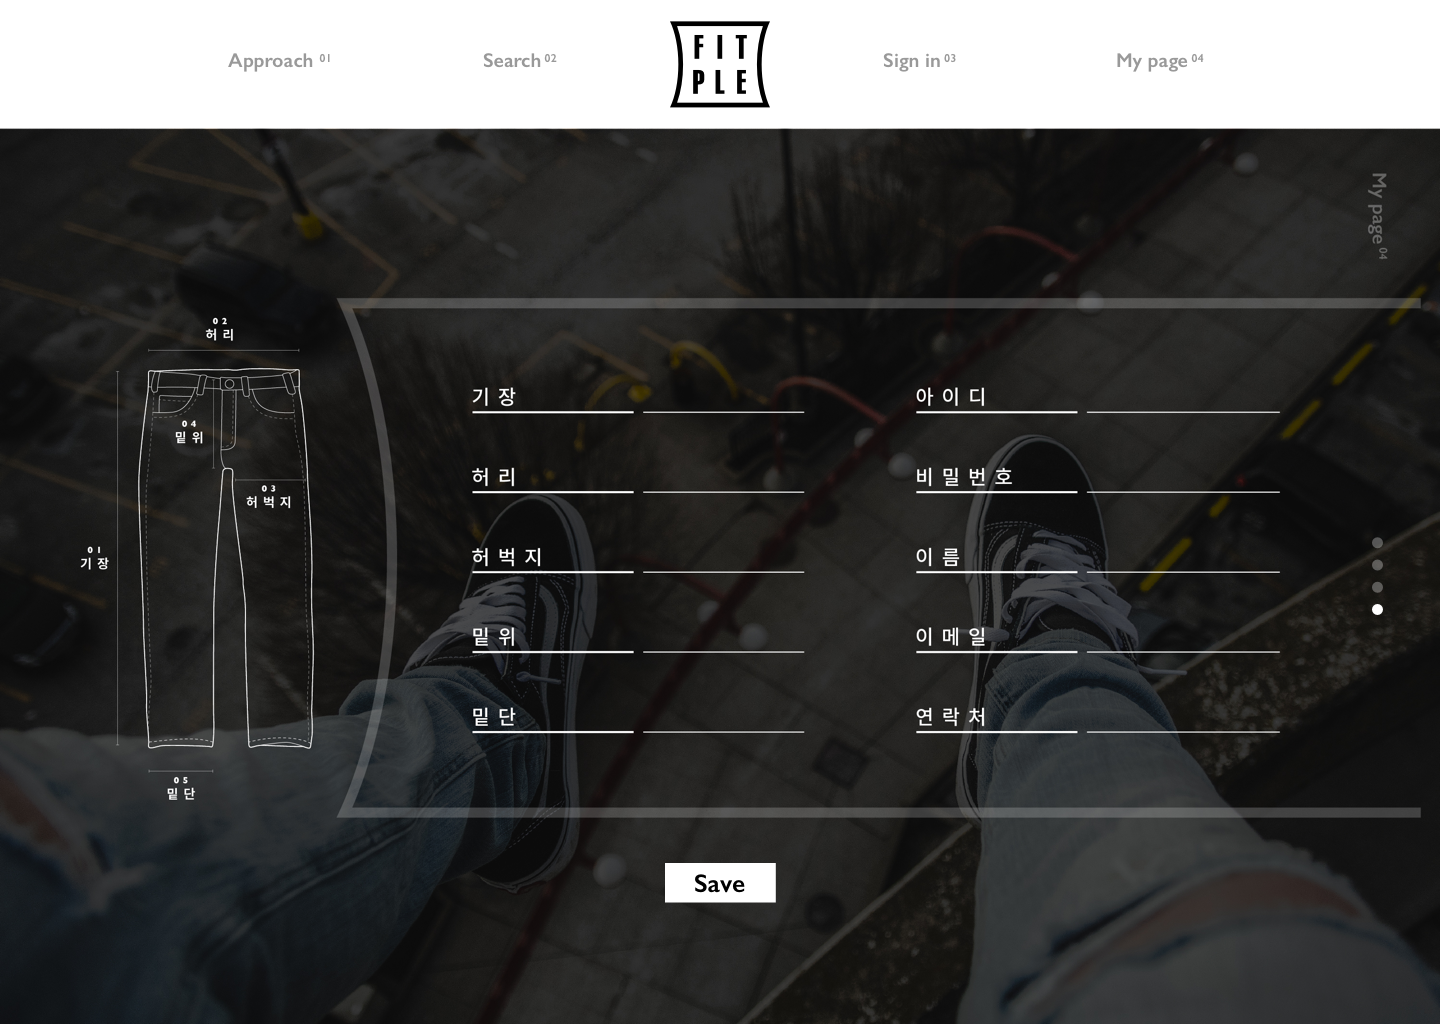 Approach 01
Search 02
FIT
PLE
Sign in 03
My page 04
My page 04
02
허리
04
밑위
03
허벅지
01
기장
05
밑단
기장
허리
허벅지
밑위
밑단
아이디
비밀번호
이름
이메일
연락처
Save